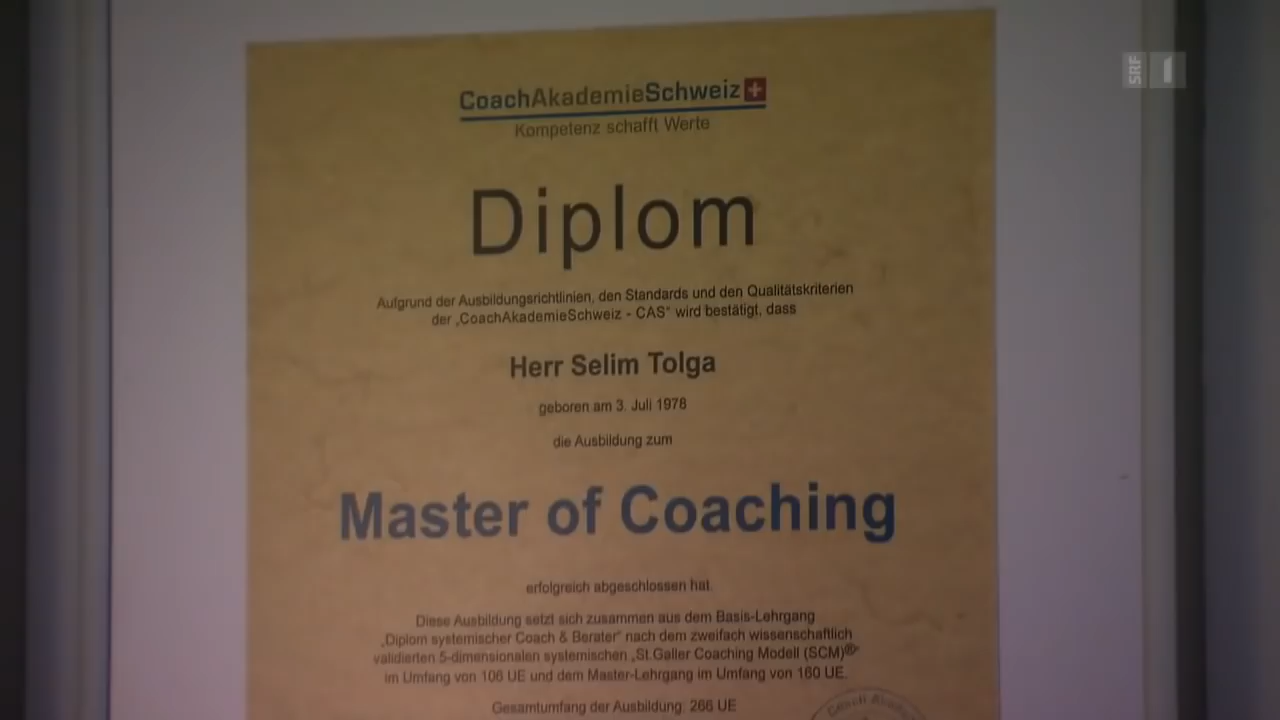 SRF 1
CoachAkademieSchweiz
Kompetenz schafft Werte
Diplom
Aufgrund der Ausbildungsrichtlinien, den Standards und den Qualitätskriterien
der „CoachAkademieSchweiz - CAS“ wird bestätigt, dass
Herr Selim Tolga
geboren am 3. Juli 1978
die Ausbildung zum
Master of Coaching
erfolgreich abgeschlossen hat.
Diese Ausbildung setzt sich zusammen aus dem Basis-Lehrgang
„Diplom systemischer Coach & Berater“ nach dem zweifach wissenschaftlich
validierten 5-dimensionalen systemischen „St.Galler Coaching Modell (SCM)®“
im Umfang von 106 UE und dem Master-Lehrgang im Umfang von 160 UE.
Gesamtumfang der Ausbildung: 266 UE